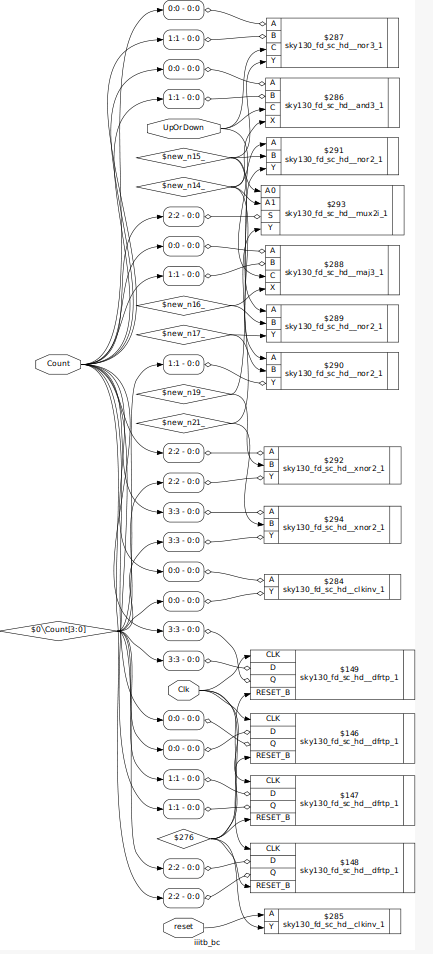 0:0 - 0:0
A
B
C
Y
$287
sky130_fd_sc_hd__nor3_1
1:1 - 0:0
0:0 - 0:0
A
B
C
X
$286
sky130_fd_sc_hd__and3_1
1:1 - 0:0
UpOrDown
$new_n15_
A
B
Y
$291
sky130_fd_sc_hd__nor2_1
$new_n14_
A0
A1
S
Y
$293
sky130_fd_sc_hd__mux2i_1
2:2 - 0:0
0:0 - 0:0
A
B
C
X
$288
sky130_fd_sc_hd__maj3_1
1:1 - 0:0
$new_n16_
A
B
Y
$289
sky130_fd_sc_hd__nor2_1
$new_n17_
Count
1:1 - 0:0
A
B
Y
$290
sky130_fd_sc_hd__nor2_1
$new_n19_
$new_n21_
2:2 - 0:0
A
B
Y
$292
sky130_fd_sc_hd__xnor2_1
2:2 - 0:0
3:3 - 0:0
A
B
Y
$294
sky130_fd_sc_hd__xnor2_1
3:3 - 0:0
0:0 - 0:0
A
Y
$284
sky130_fd_sc_hd__clkinv_1
0:0 - 0:0
$0\Count[3:0]
3:3 - 0:0
3:3 - 0:0
CLK
D
Q
RESET_B
$149
sky130_fd_sc_hd__dfrtp_1
Clk
0:0 - 0:0
CLK
D
Q
RESET_B
$146
sky130_fd_sc_hd__dfrtp_1
0:0 - 0:0
1:1 - 0:0
CLK
D
Q
RESET_B
$147
sky130_fd_sc_hd__dfrtp_1
1:1 - 0:0
$276
CLK
D
Q
RESET_B
$148
sky130_fd_sc_hd__dfrtp_1
2:2 - 0:0
2:2 - 0:0
reset
A
Y
$285
sky130_fd_sc_hd__clkinv_1
iiitb_bc